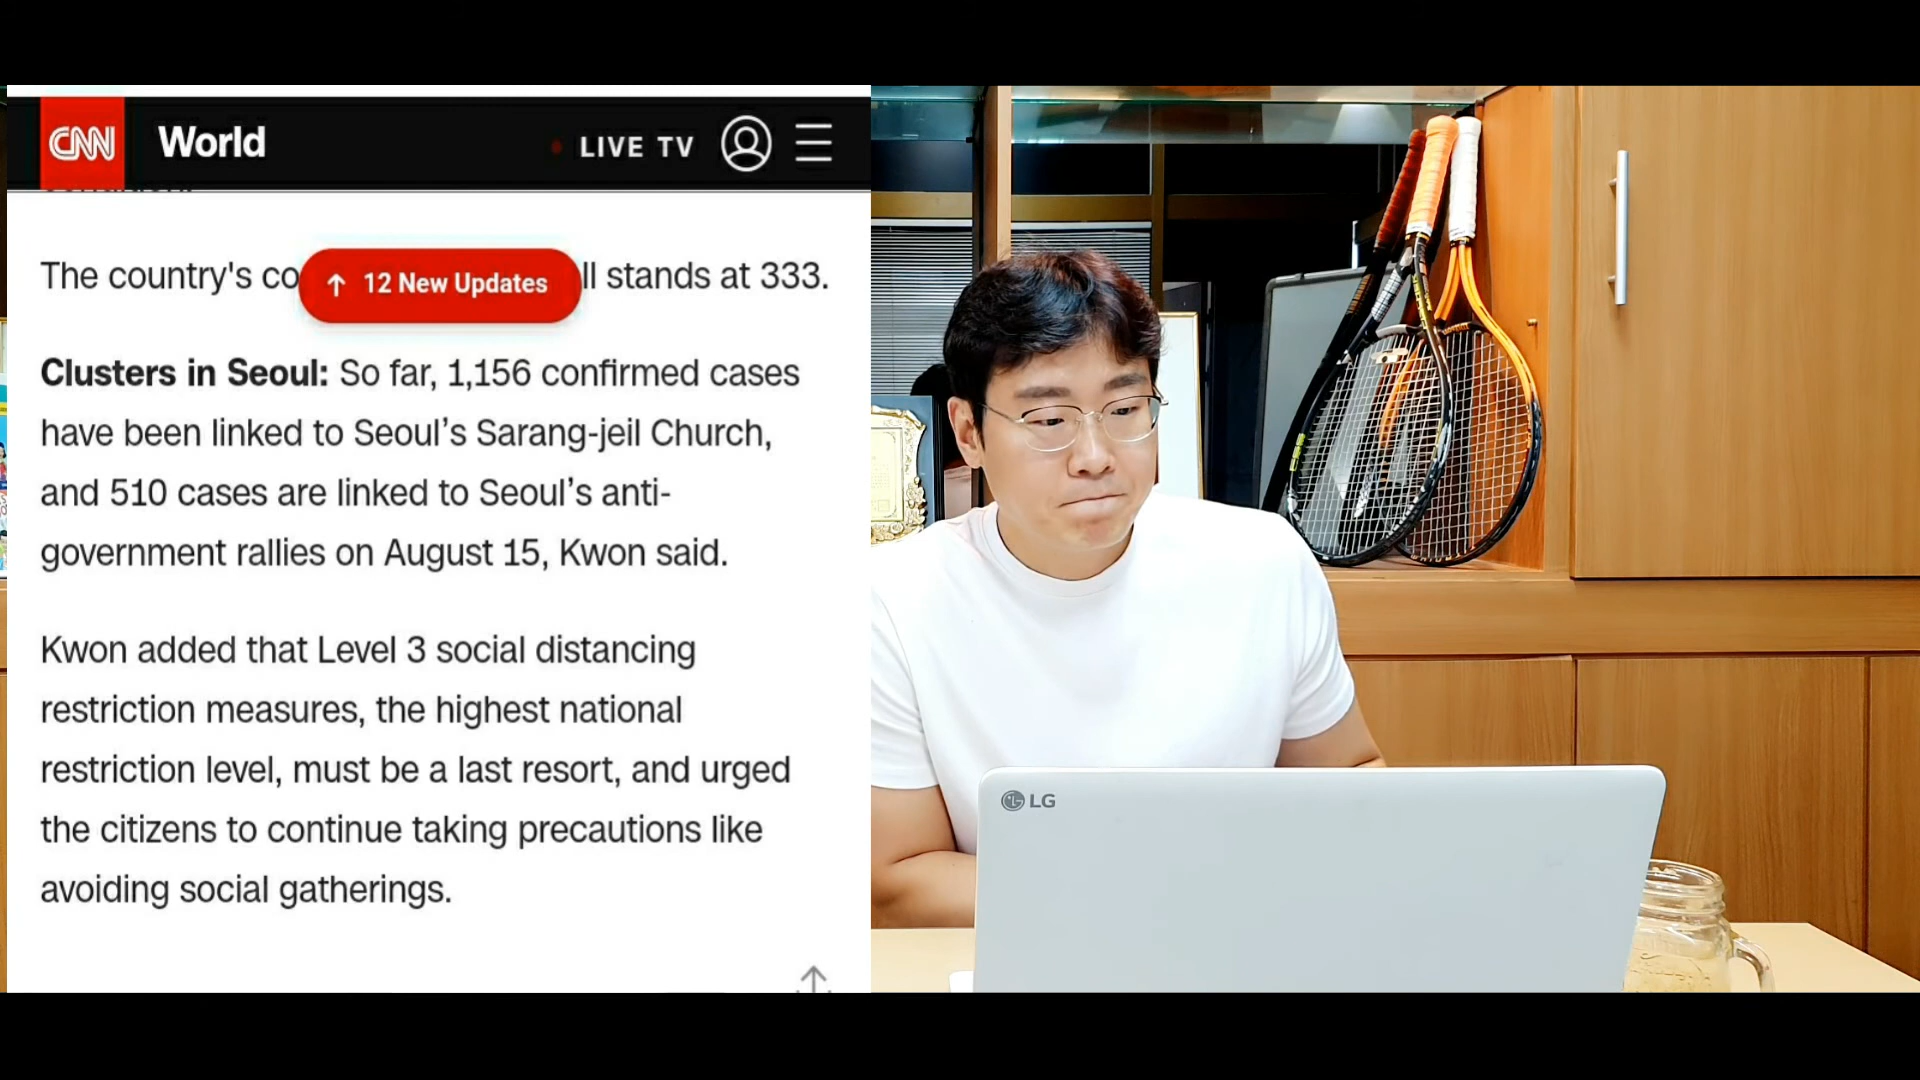 CNN World LIVE TV
The country's co
12 New Updates
ll stands at 333.
Clusters in Seoul: So far, 1,156 confirmed cases
have been linked to Seoul’s Sarang-jeil Church,
and 510 cases are linked to Seoul’s anti-
government rallies on August 15, Kwon said.
Kwon added that Level 3 social distancing
restriction measures, the highest national
restriction level, must be a last resort, and urged
the citizens to continue taking precautions like
avoiding social gatherings.
LG